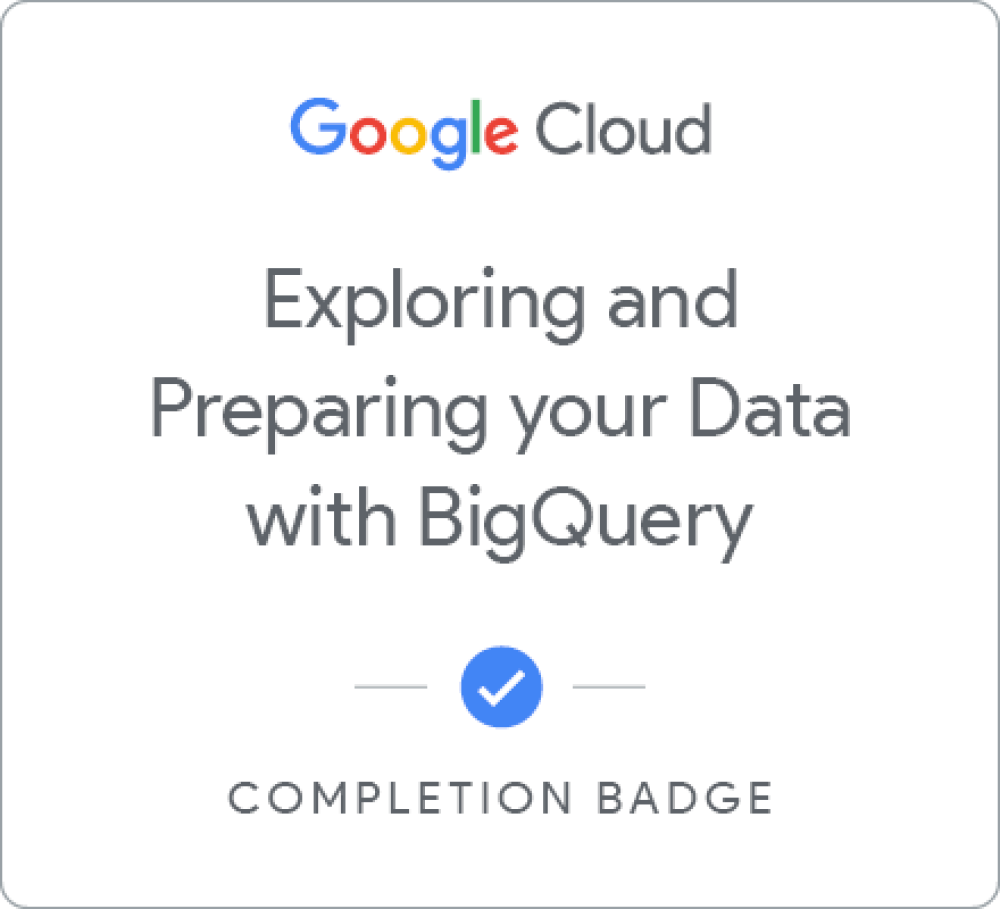 Google Cloud
Exploring and
Preparing your Data
with BigQuery
COMPLETION BADGE